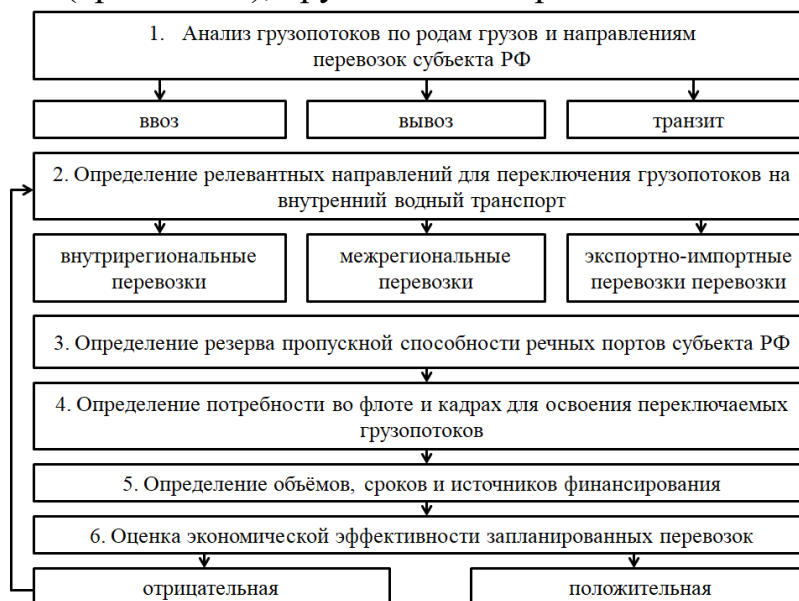 1. Анализ грузопотоков по родам грузов и направлениям
перевозок субъекта РФ
ввоз
вывоз
транзит
2. Определение релевантных направлений для переключения грузопотоков на
внутренний водный транспорт
внутрирегиональные
перевозки
межрегиональные
перевозки
экспортно-импортные
перевозки перевозки
3. Определение резерва пропускной способности речных портов субъекта РФ
4. Определение потребности во флоте и кадрах для освоения переключаемых
грузопотоков
5. Определение объёмов, сроков и источников финансирования
6. Оценка экономической эффективности запланированных перевозок
отрицательная
положительная